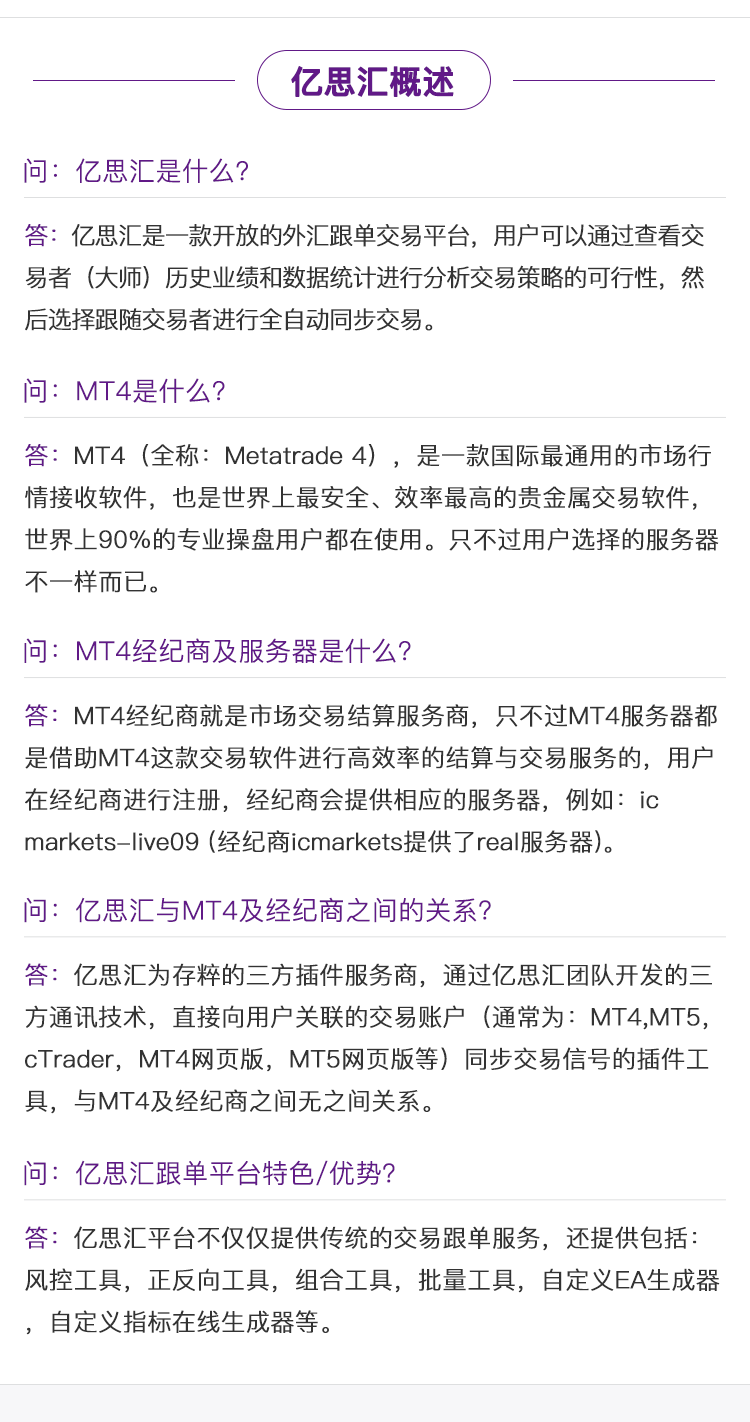 亿思汇概述
问：亿思汇是什么？
答：亿思汇是一款开放的外汇跟单交易平台，用户可以通过查看交
易者（大师）历史业绩和数据统计进行分析交易策略的可行性，然
后选择跟随交易者进行全自动同步交易。
问：MT4是什么？
答：MT4（全称：Metatrade 4），是一款国际最通用的市场行
情接收软件，也是世界上最安全、效率最高的贵金属交易软件，
世界上90%的专业操盘用户都在使用。只不过用户选择的服务器
不一样而已。
问：MT4经纪商及服务器是什么？
答：MT4经纪商就是市场交易结算服务商，只不过MT4服务器都
是借助MT4这款交易软件进行高效率的结算与交易服务的，用户
在经纪商进行注册，经纪商会提供相应的服务器，例如：ic
markets–live09 (经纪商icmarkets提供了real服务器)。
问：亿思汇与MT4及经纪商之间的关系？
答：亿思汇为存粹的三方插件服务商，通过亿思汇团队开发的三
方通讯技术，直接向用户关联的交易账户（通常为：MT4,MT5，
cTrader，MT4网页版，MT5网页版等）同步交易信号的插件工
具，与MT4及经纪商之间无之间关系。
问：亿思汇跟单平台特色/优势？
答：亿思汇平台不仅仅提供传统的交易跟单服务，还提供包括：
风控工具，正反向工具，组合工具，批量工具，自定义EA生成器
，自定义指标在线生成器等。